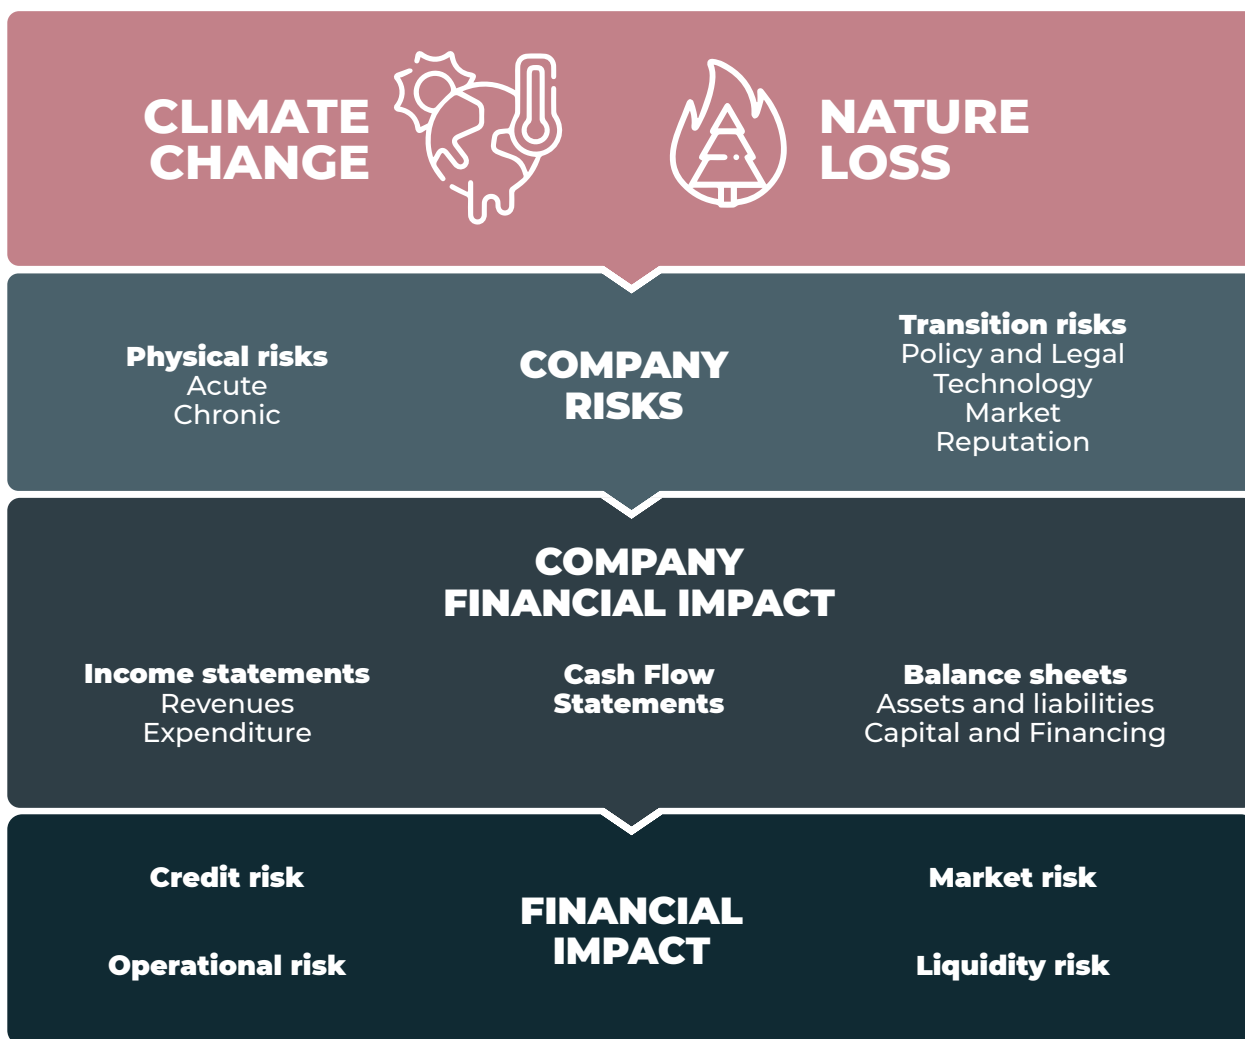 CLIMATE
CHANGE
NATURE
LOSS
Physical risks
Acute
Chronic
COMPANY
RISKS
Transition risks
Policy and Legal
Technology
Market
Reputation
COMPANY
FINANCIAL IMPACT
Income statements
Revenues
Expenditure
Cash Flow
Statements
Balance sheets
Assets and liabilities
Capital and Financing
Credit risk
Operational risk
FINANCIAL
IMPACT
Market risk
Liquidity risk